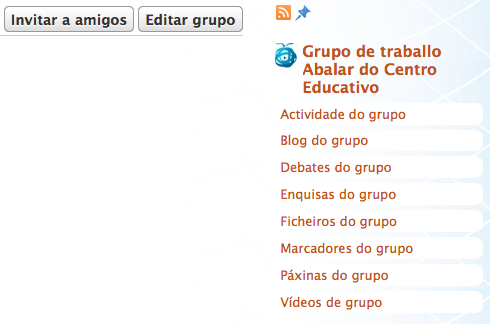 Invitar a amigos
Editar grupo
Grupo de traballo
Abalar do Centro
Educativo
Actividade do grupo
Blog do grupo
Debates do grupo
Enquisas do grupo
Ficheiros do grupo
Marcadores do grupo
Páxinas do grupo
Vídeos de grupo